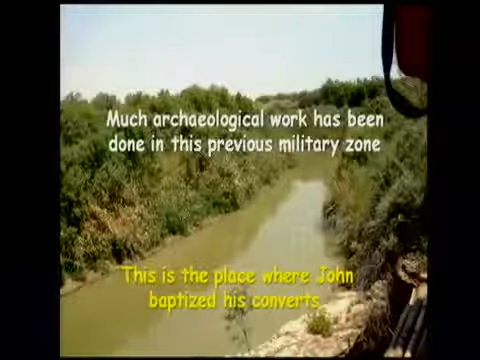 Much archaeological work has been
done in this previous military zone
This is the place where John
baptized his converts